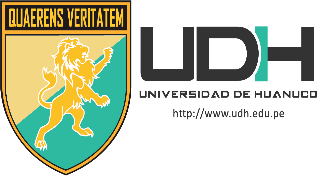 QUAERENS VERITATEM
UDH
UNIVERSIDAD DE HUANUCO
http://www.udh.edu.pe